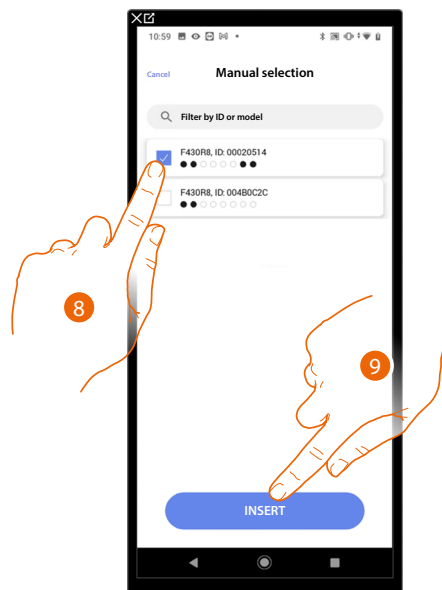 10:59
Cancel Manual selection
Filter by ID or model
F430R8, ID: 00020514
F430R8, ID: 004B0C2C
8
9
INSERT